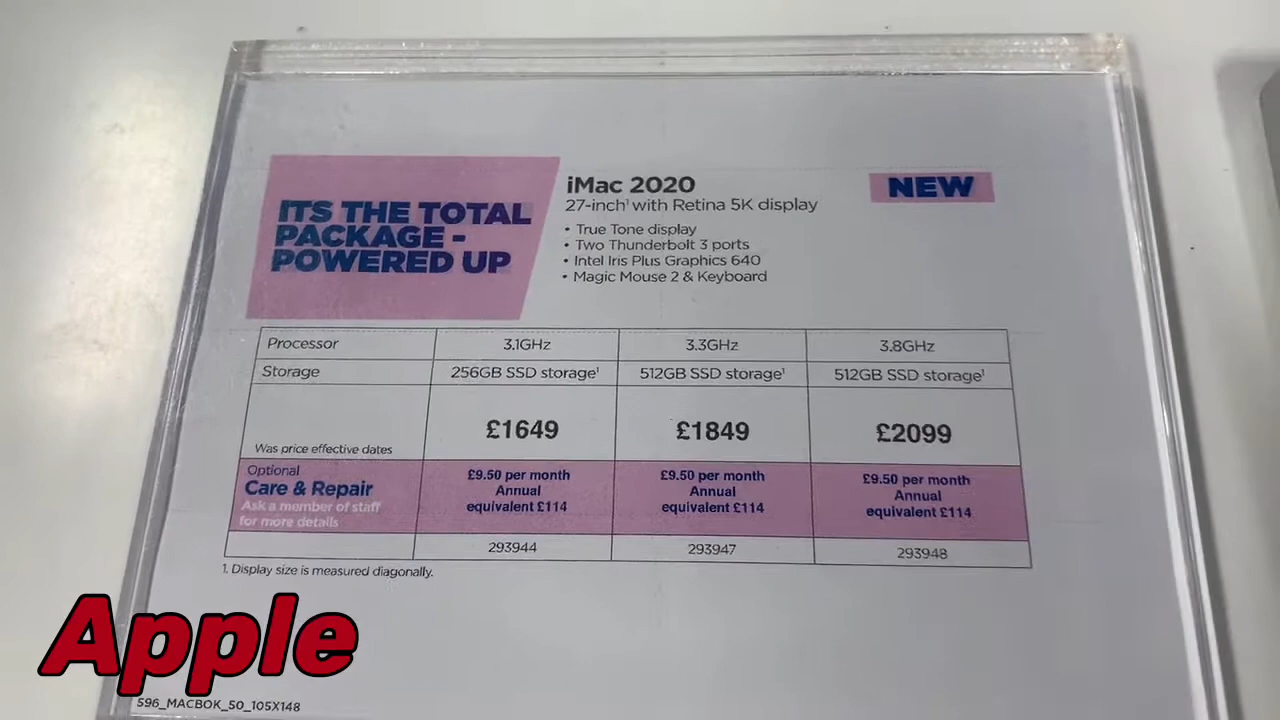 ITS THE TOTAL
PACKAGE -
POWERED UP
iMac 2020
27-inch¹ with Retina 5K display
• True Tone display
• Two Thunderbolt 3 ports
• Intel Iris Plus Graphics 640
• Magic Mouse 2 & Keyboard
NEW
Processor 3.1GHz 3.3GHz 3.8GHz
Storage 256GB SSD storage¹ 512GB SSD storage¹ 512GB SSD storage¹
£1649 £1849 £2099
Was price effective dates
Optional
Care & Repair
Ask a member of staff
for more details
£9.50 per month
Annual
equivalent £114
£9.50 per month
Annual
equivalent £114
£9.50 per month
Annual
equivalent £114
293944 293947 293948
1. Display size is measured diagonally.
Apple
596_MACBOK_50_105X148